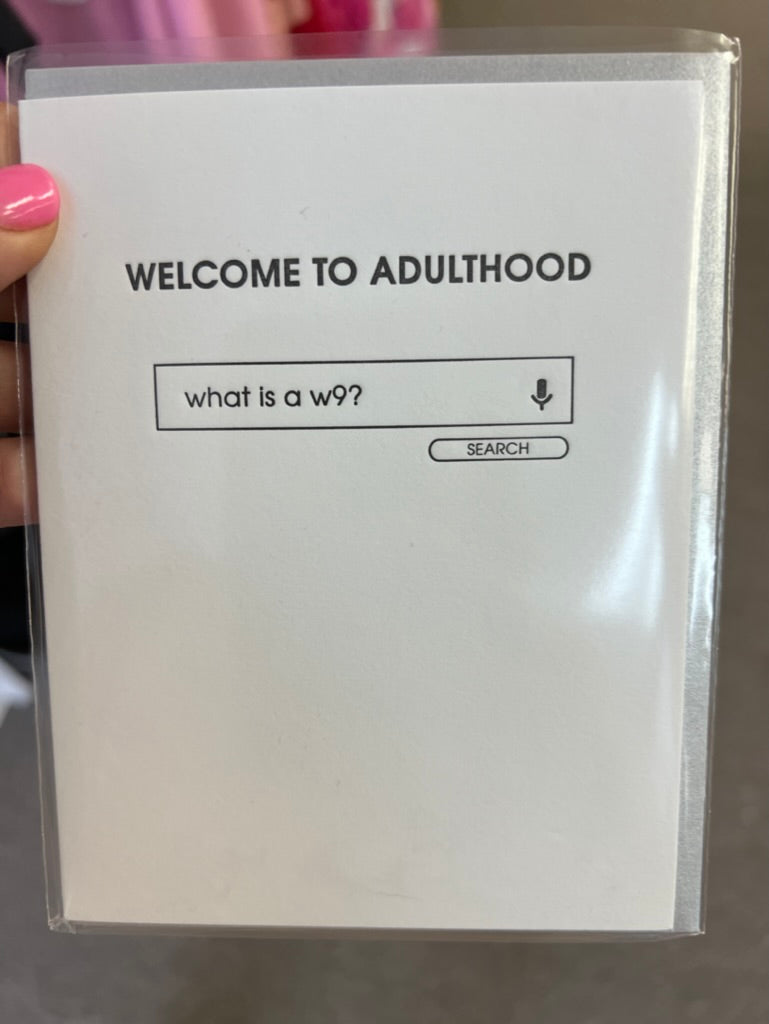 WELCOME TO ADULTHOOD
what is a w9?
SEARCH